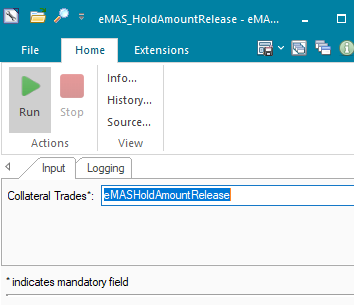 eMAS_HoldAmountRelease - eMA...
File Home Extensions
Run Stop
Info...
History...
Source...
Actions View
Input Logging
Collateral Trades*: eMASHoldAmountRelease
* indicates mandatory field